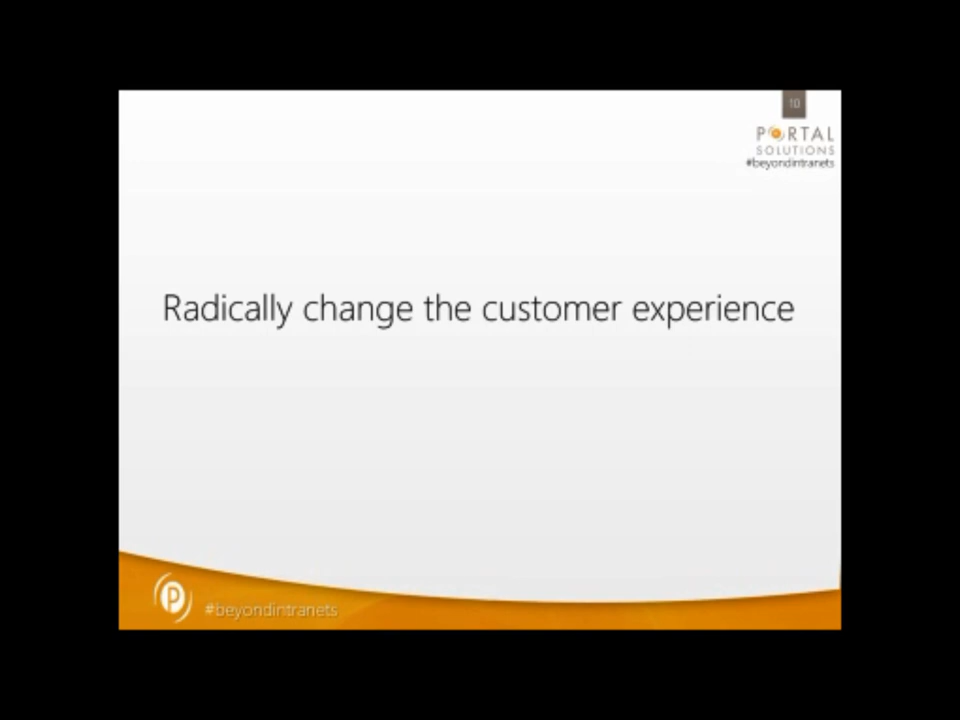 10
PORTAL
SOLUTIONS
#beyondintranets
Radically change the customer experience
P
#beyondintranets